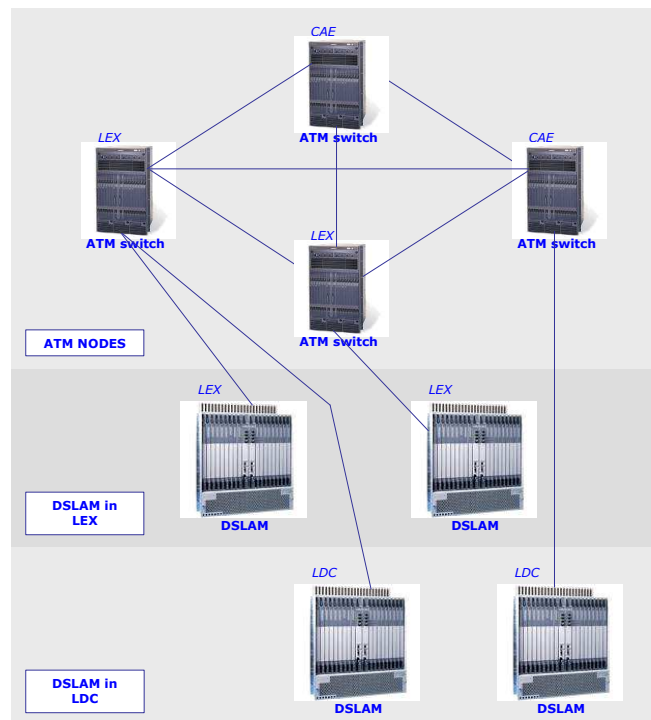 CAE
ATM switch
LEX
CAE
ATM switch
LEX
ATM switch
ATM switch
ATM NODES
LEX
LEX
DSLAM in
LEX
DSLAM
DSLAM
LDC
LDC
DSLAM in
LDC
DSLAM
DSLAM